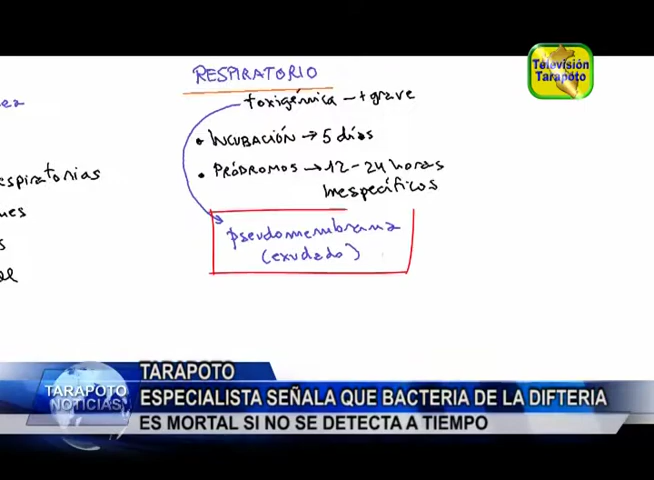 Televisión
Tarapoto
RESPIRATORIO
toxigémica → + grave
• INCUBACIÓN → 5 días
• PRÓDROMOS → 12-24 horas
Inespecíficos
espiratorias
pseudomembrana
(exudado)
TARAPOTO
TARAPOTO NOTICIAS
ESPECIALISTA SEÑALA QUE BACTERIA DE LA DIFTERIA
ES MORTAL SI NO SE DETECTA A TIEMPO